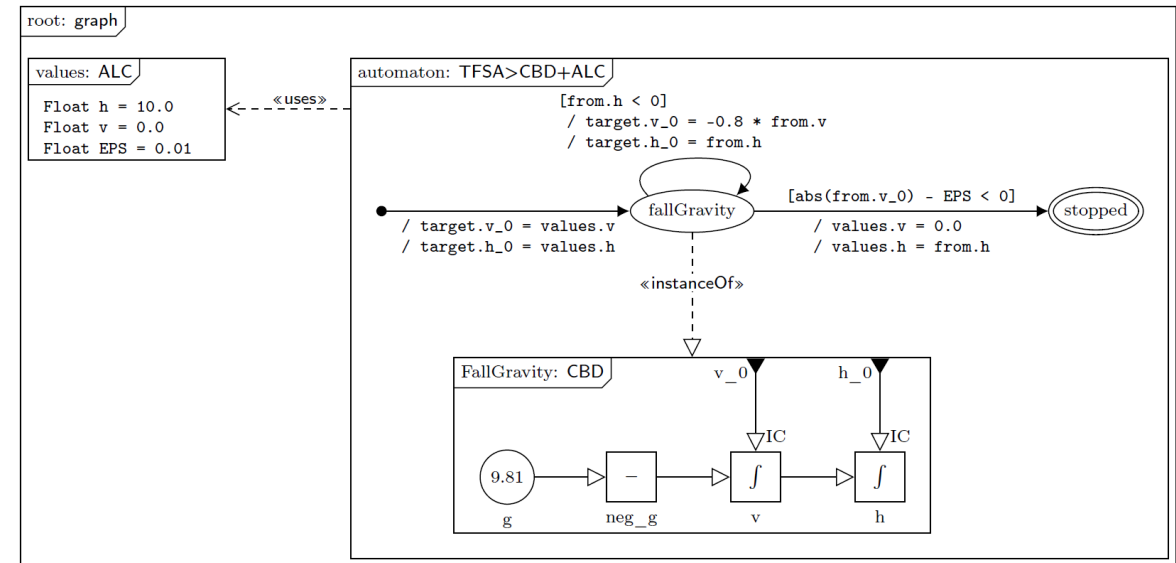 root: graph
values: ALC
Float h = 10.0
Float v = 0.0
Float EPS = 0.01
«uses»
automaton: TFSA>CBD+ALC
[from.h < 0]
/ target.v_0 = -0.8 * from.v
/ target.h_0 = from.h
fallGravity
[abs(from.v_0) - EPS < 0]
stopped
/ target.v_0 = values.v
/ target.h_0 = values.h
/ values.v = 0.0
/ values.h = from.h
«instanceOf»
FallGravity: CBD
v_0
h_0
IC
IC
9.81
−
∫
∫
g
neg_g
v
h